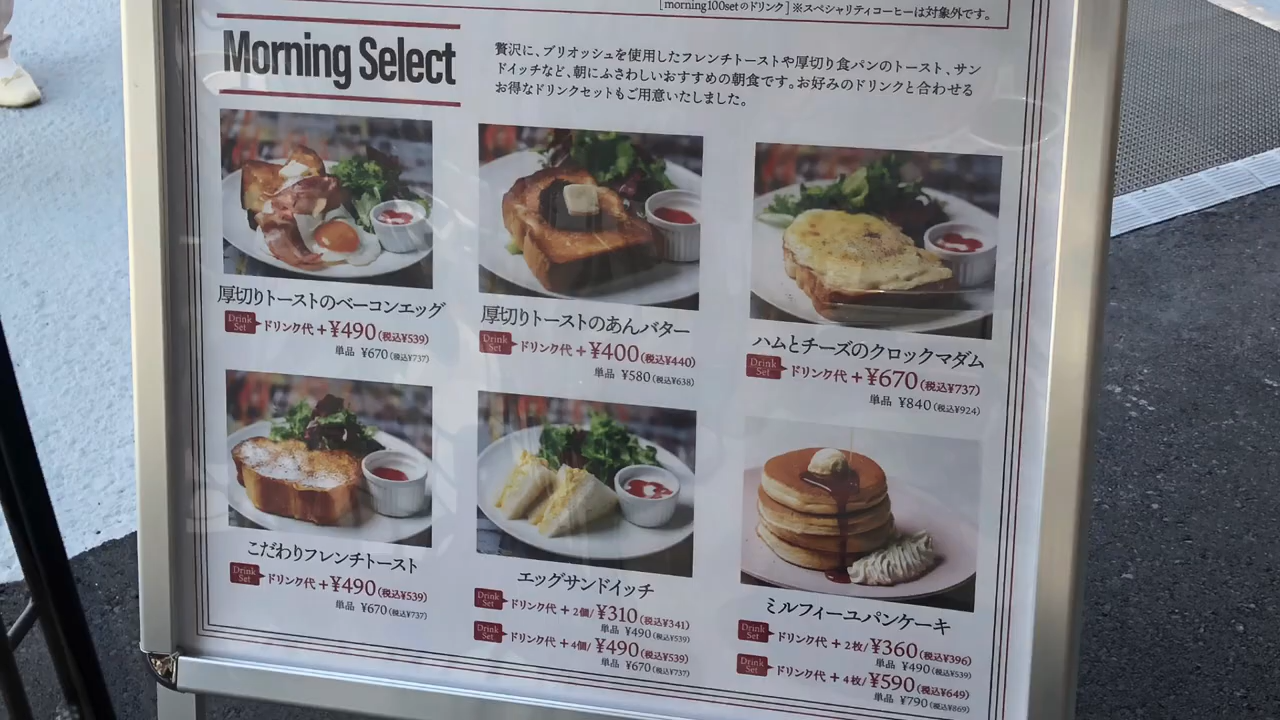 [morning100setのドリンク] ※スペシャリティコーヒーは対象外です。
Morning Select
贅沢に、ブリオッシュを使用したフレンチトーストや厚切り食パンのトースト、サン
ドイッチなど、朝にふさわしいおすすめの朝食です。お好みのドリンクと合わせる
お得なドリンクセットもご用意いたしました。
厚切りトーストのベーコンエッグ
Drink Set ドリンク代 + ¥490(税込¥539)
単品 ¥670(税込¥737)
厚切りトーストのあんバター
Drink Set ドリンク代 + ¥400(税込¥440)
単品 ¥580(税込¥638)
ハムとチーズのクロックマダム
Drink Set ドリンク代 + ¥670(税込¥737)
単品 ¥840(税込¥924)
こだわりフレンチトースト
Drink Set ドリンク代 + ¥490(税込¥539)
単品 ¥670(税込¥737)
エッグサンドイッチ
Drink Set ドリンク代 + 2個/¥310(税込¥341)
単品 ¥490(税込¥539)
Drink Set ドリンク代 + 4個/¥490(税込¥539)
単品 ¥670(税込¥737)
ミルフィーユパンケーキ
Drink Set ドリンク代 + 2枚/¥360(税込¥396)
単品 ¥490(税込¥539)
Drink Set ドリンク代 + 4枚/¥590(税込¥649)
単品 ¥790(税込¥869)